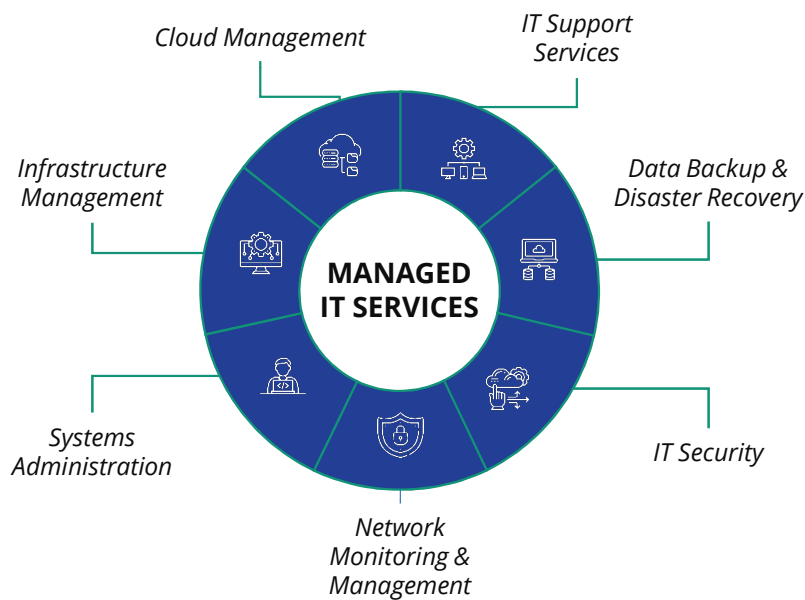 Cloud Management
IT Support
Services
Infrastructure
Management
Data Backup &
Disaster Recovery
MANAGED
IT SERVICES
Systems
Administration
IT Security
Network
Monitoring &
Management